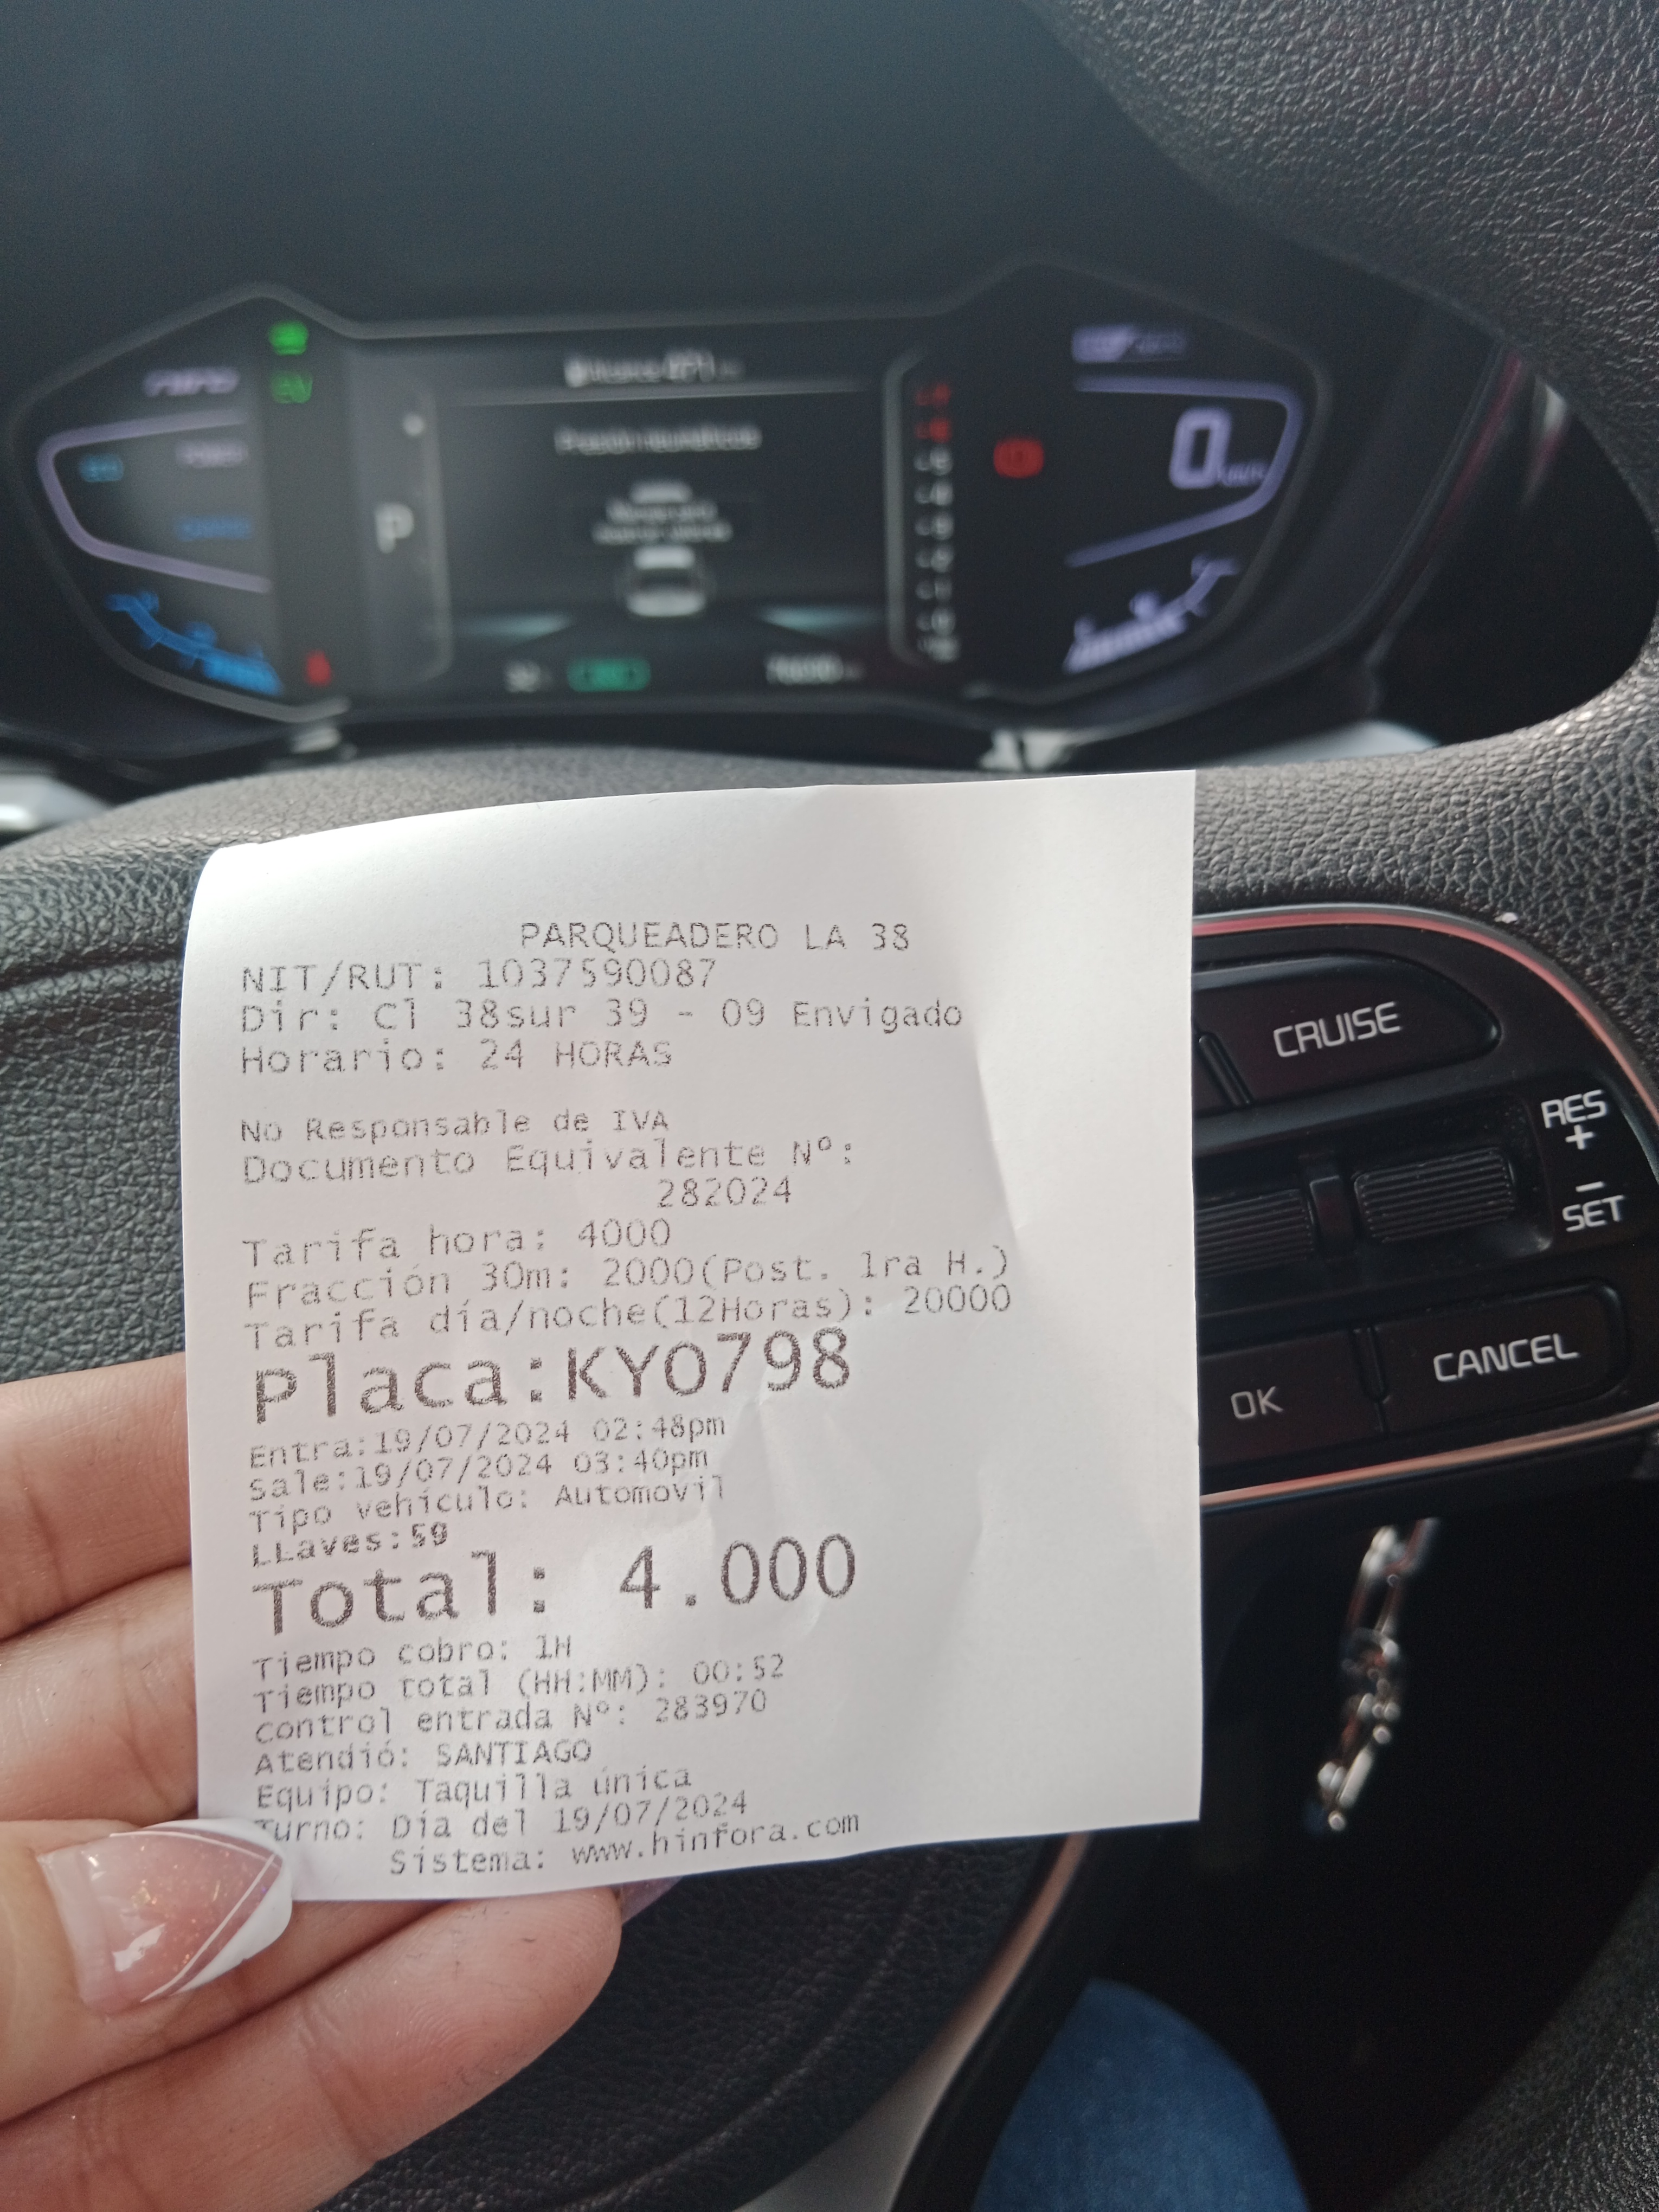 P
0
PARQUEADERO LA 38
NIT/RUT: 1037590087
Dir: Cl 38sur 39 - 09 Envigado
Horario: 24 HORAS
No Responsable de IVA
Documento Equivalente Nº:
282024
Tarifa hora: 4000
Fracción 30m: 2000(Post. 1ra H.)
Tarifa día/noche(12Horas): 20000
Placa:KYO798
Entra:19/07/2024 02:48pm
Sale:19/07/2024 03:40pm
Tipo vehículo: Automovil
LLaves:59
Total: 4.000
Tiempo cobro: 1H
Tiempo total (HH:MM): 00:52
Control entrada Nº: 283970
Atendió: SANTIAGO
Equipo: Taquilla única
Turno: Día del 19/07/2024
Sistema: www.hinfora.com
CRUISE
RES
+
-
SET
OK
CANCEL